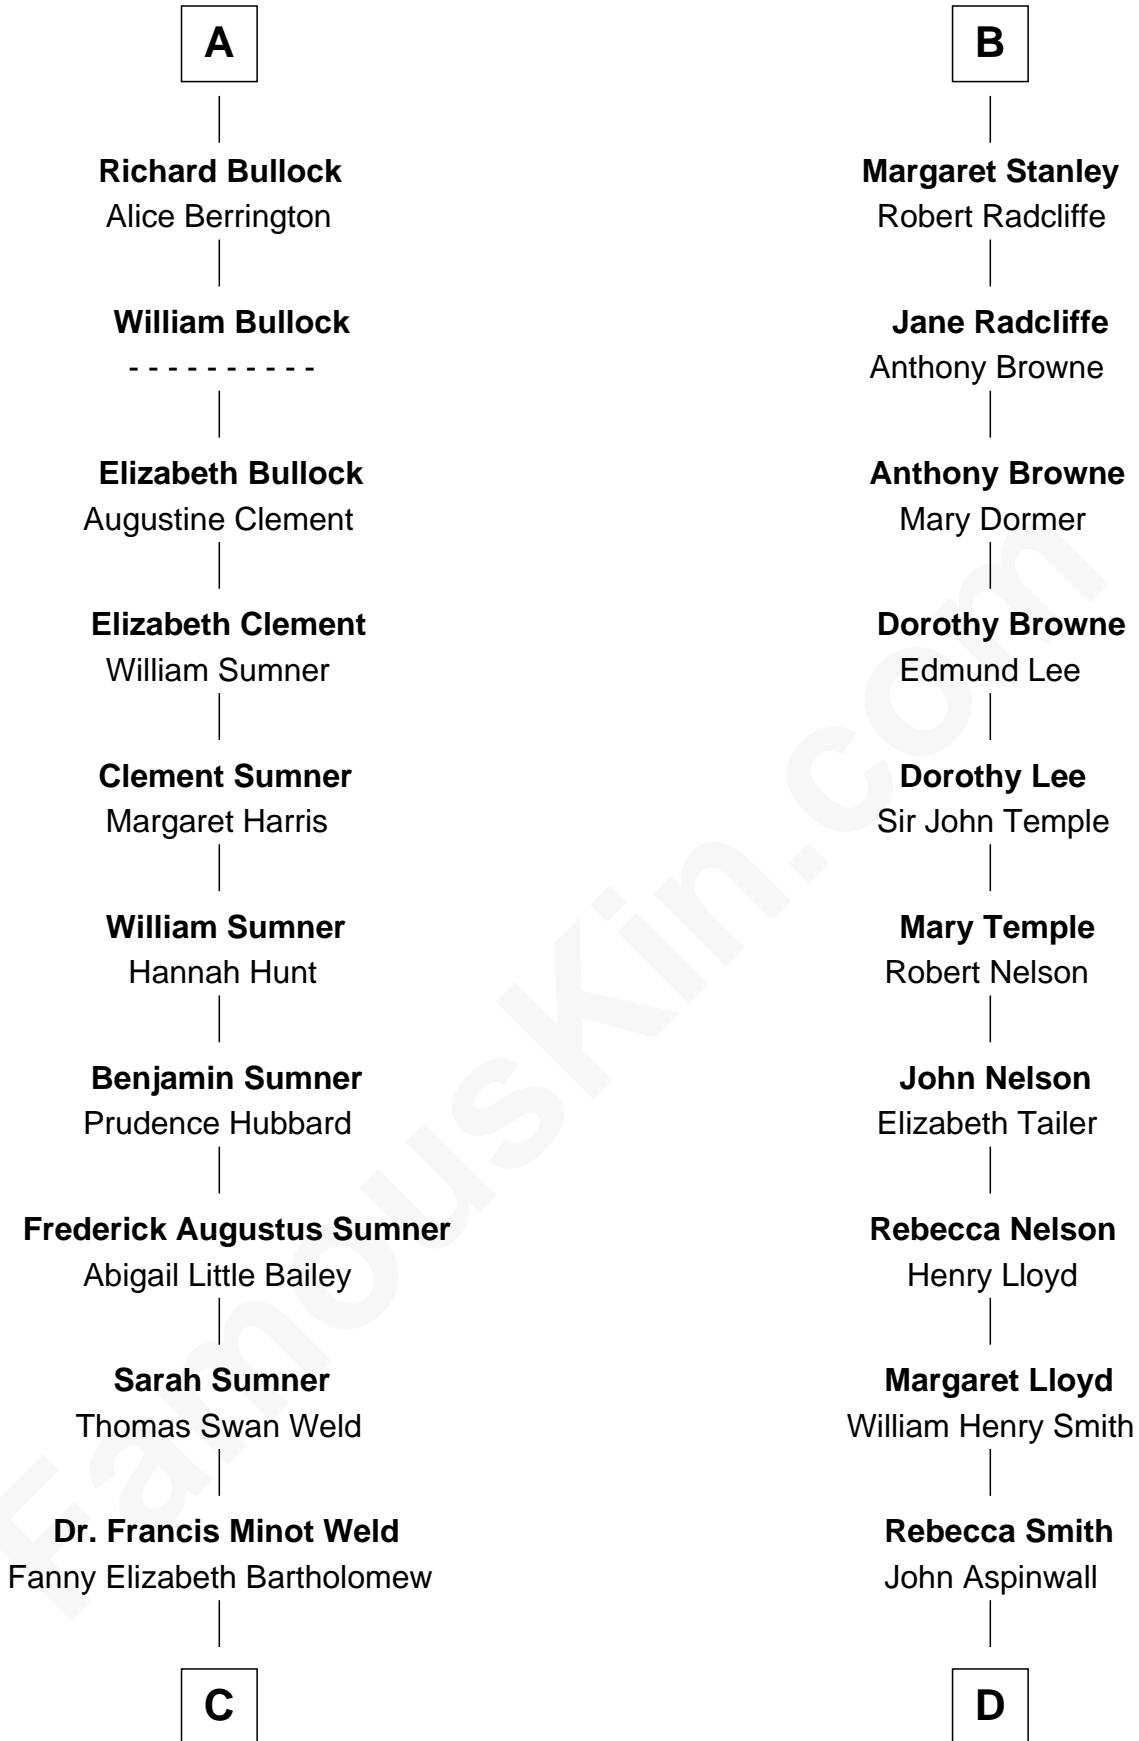 A
Richard Bullock
Alice Berrington
William Bullock
- - - - - - - - - -
Elizabeth Bullock
Augustine Clement
Elizabeth Clement
William Sumner
Clement Sumner
Margaret Harris
William Sumner
Hannah Hunt
Benjamin Sumner
Prudence Hubbard
Frederick Augustus Sumner
Abigail Little Bailey
Sarah Sumner
Thomas Swan Weld
Dr. Francis Minot Weld
Fanny Elizabeth Bartholomew
C
B
Margaret Stanley
Robert Radcliffe
Jane Radcliffe
Anthony Browne
Anthony Browne
Mary Dormer
Dorothy Browne
Edmund Lee
Dorothy Lee
Sir John Temple
Mary Temple
Robert Nelson
John Nelson
Elizabeth Tailer
Rebecca Nelson
Henry Lloyd
Margaret Lloyd
William Henry Smith
Rebecca Smith
John Aspinwall
D
FamousKin.com